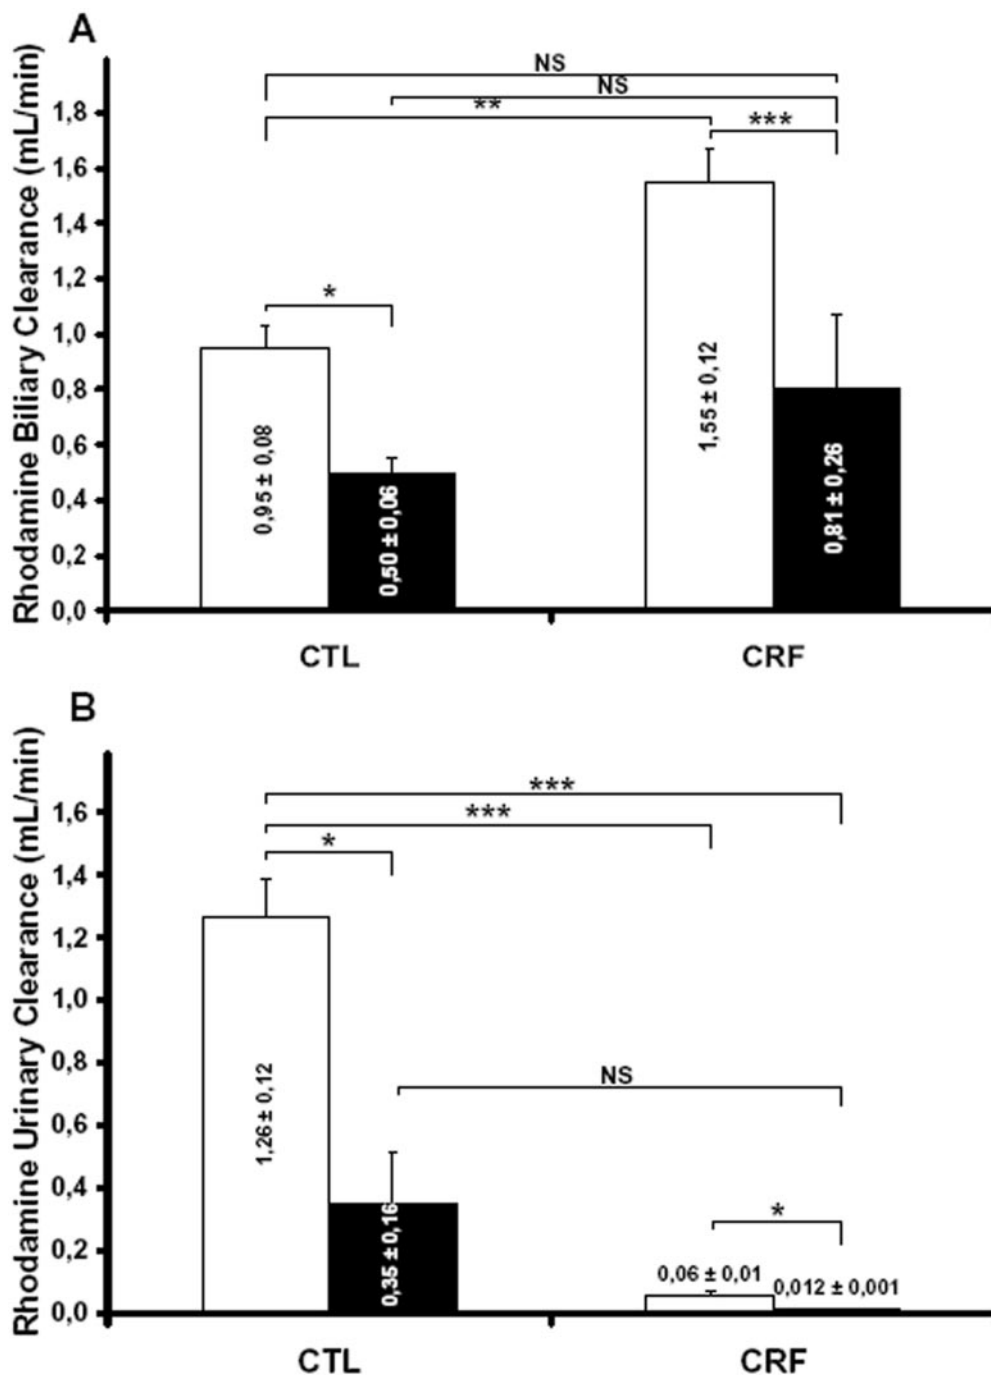 A
Rhodamine Biliary Clearance (mL/min)
NS
NS
**
***
*
1,8
1,6
1,4
1,2
1,0
0,8
0,6
0,4
0,2
0,0
0,95 ± 0,08
0,50 ± 0,06
1,55 ± 0,12
0,81 ± 0,26
CTL
CRF
B
Rhodamine Urinary Clearance (mL/min)
***
***
*
NS
*
1,6
1,4
1,2
1,0
0,8
0,6
0,4
0,2
0,0
1,26 ± 0,12
0,35 ± 0,16
0,06 ± 0,01
0,012 ± 0,001
CTL
CRF